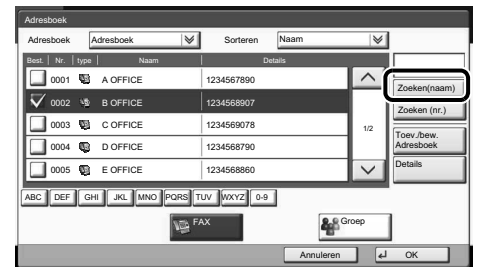 Adresboek
Adresboek Adresboek Sorteren Naam
Best. Nr. type Naam Details
0001 A OFFICE 1234567890
0002 B OFFICE 1234568907
0003 C OFFICE 1234569078
0004 D OFFICE 1234568790
0005 E OFFICE 1234568860
1/2
Zoeken(naam)
Zoeken (nr.)
Toev./bew.
Adresboek
Details
ABC DEF GHI JKL MNO PQRS TUV WXYZ 0-9
FAX Groep
Annuleren OK